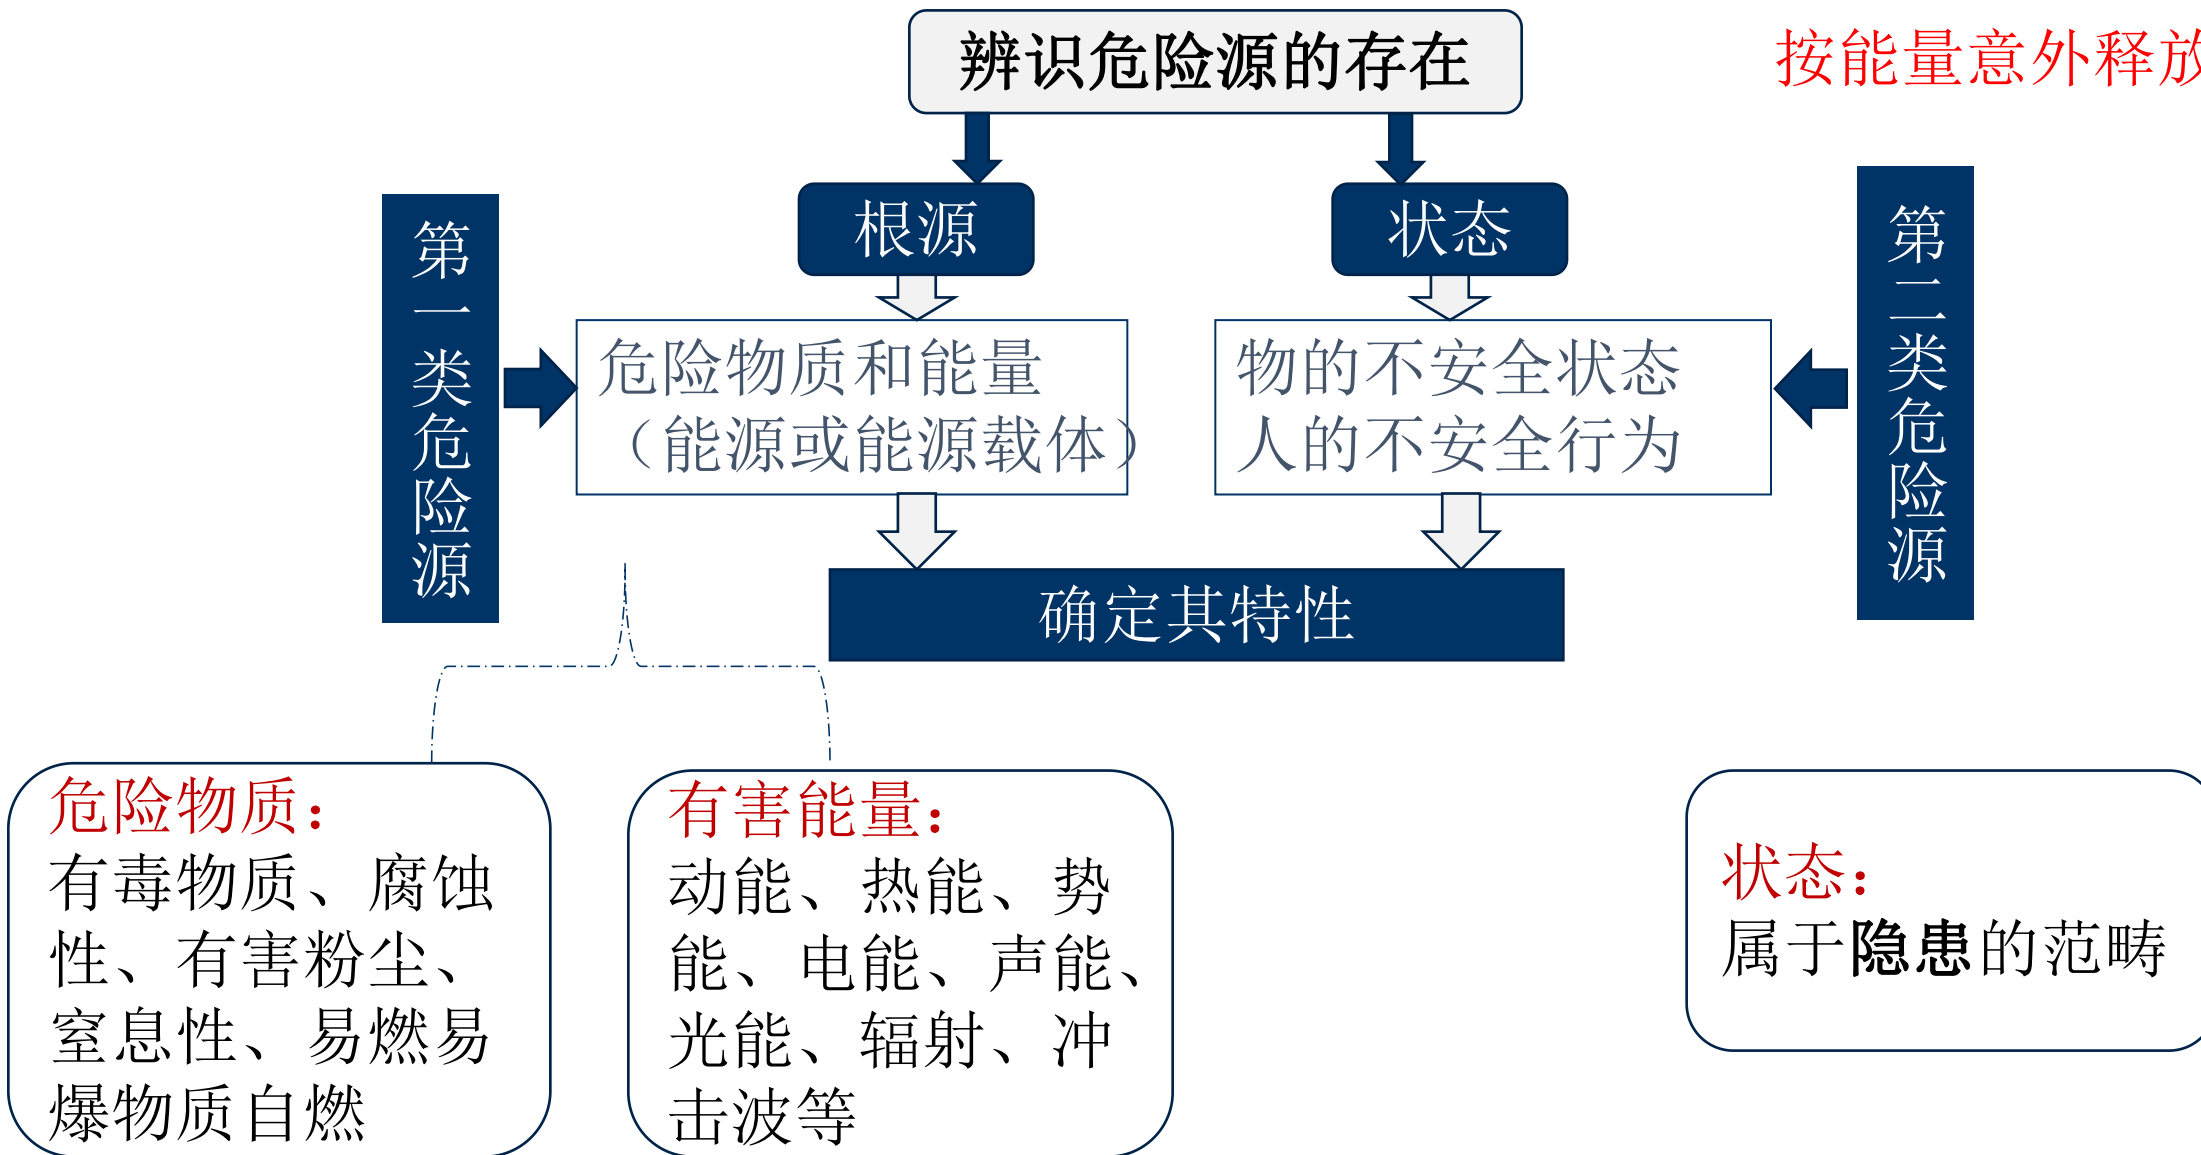 辨识危险源的存在
按能量意外释放
根源
状态
第一类危险源
第二类危险源
危险物质和能量
（能源或能源载体）
物的不安全状态
人的不安全行为
确定其特性
危险物质：
有毒物质、腐蚀
性、有害粉尘、
窒息性、易燃易
爆物质自燃
有害能量：
动能、热能、势
能、电能、声能、
光能、辐射、冲
击波等
状态：
属于隐患的范畴